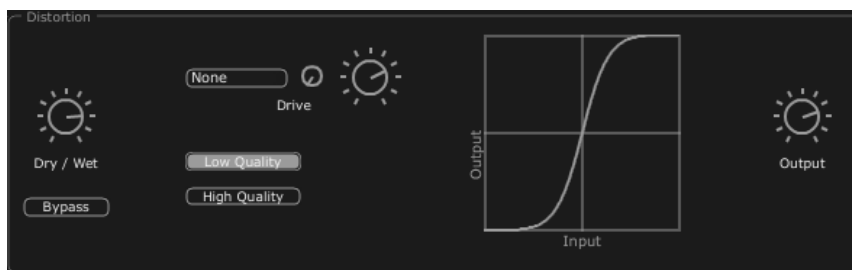 Distortion
None
Drive
Dry / Wet
Low Quality
High Quality
Bypass
Output
Input
Output